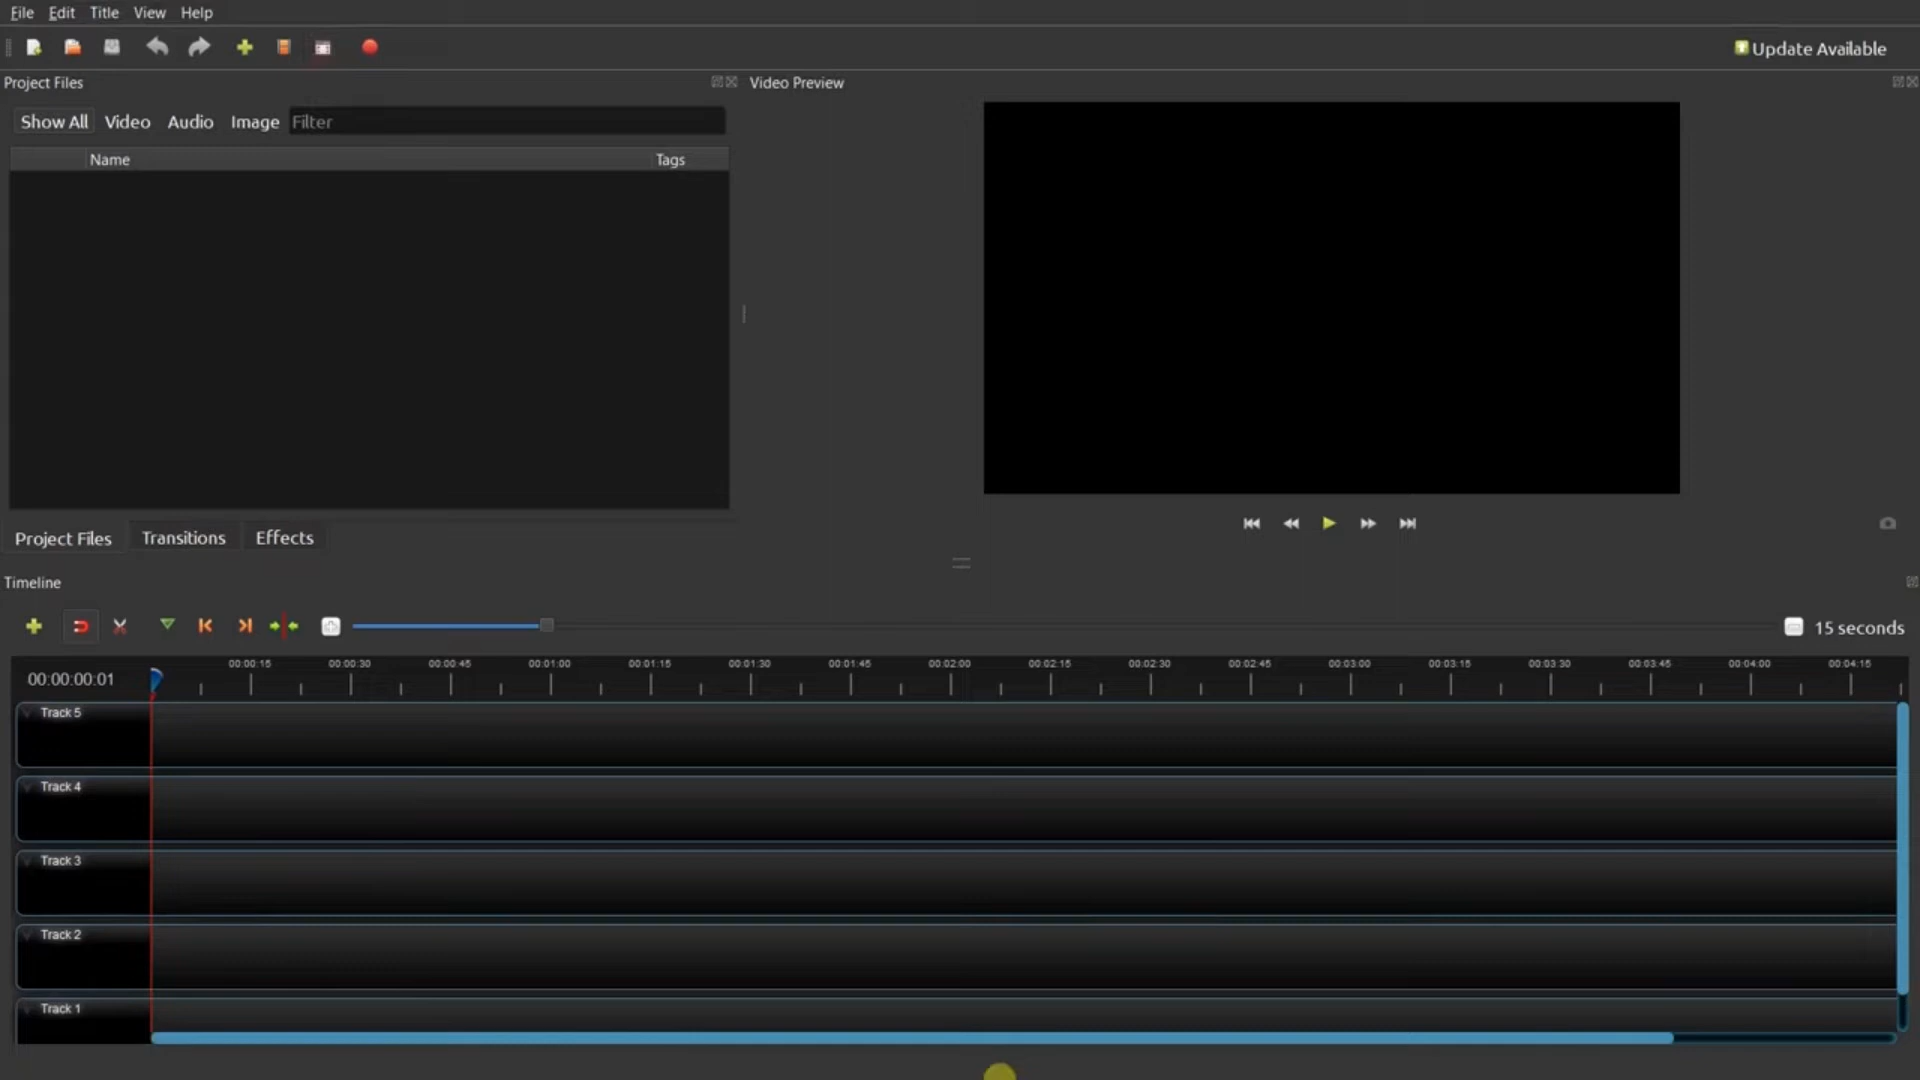 File Edit Title View Help
Update Available
Project Files
Video Preview
Show All Video Audio Image Filter
Name Tags
Project Files Transitions Effects
Timeline
15 seconds
00:00:00:01
00:00:15 00:00:30 00:00:45 00:01:00 00:01:15 00:01:30 00:01:45 00:02:00 00:02:15 00:02:30 00:02:45 00:03:00 00:03:15 00:03:30 00:03:45 00:04:00 00:04:15
Track 5
Track 4
Track 3
Track 2
Track 1